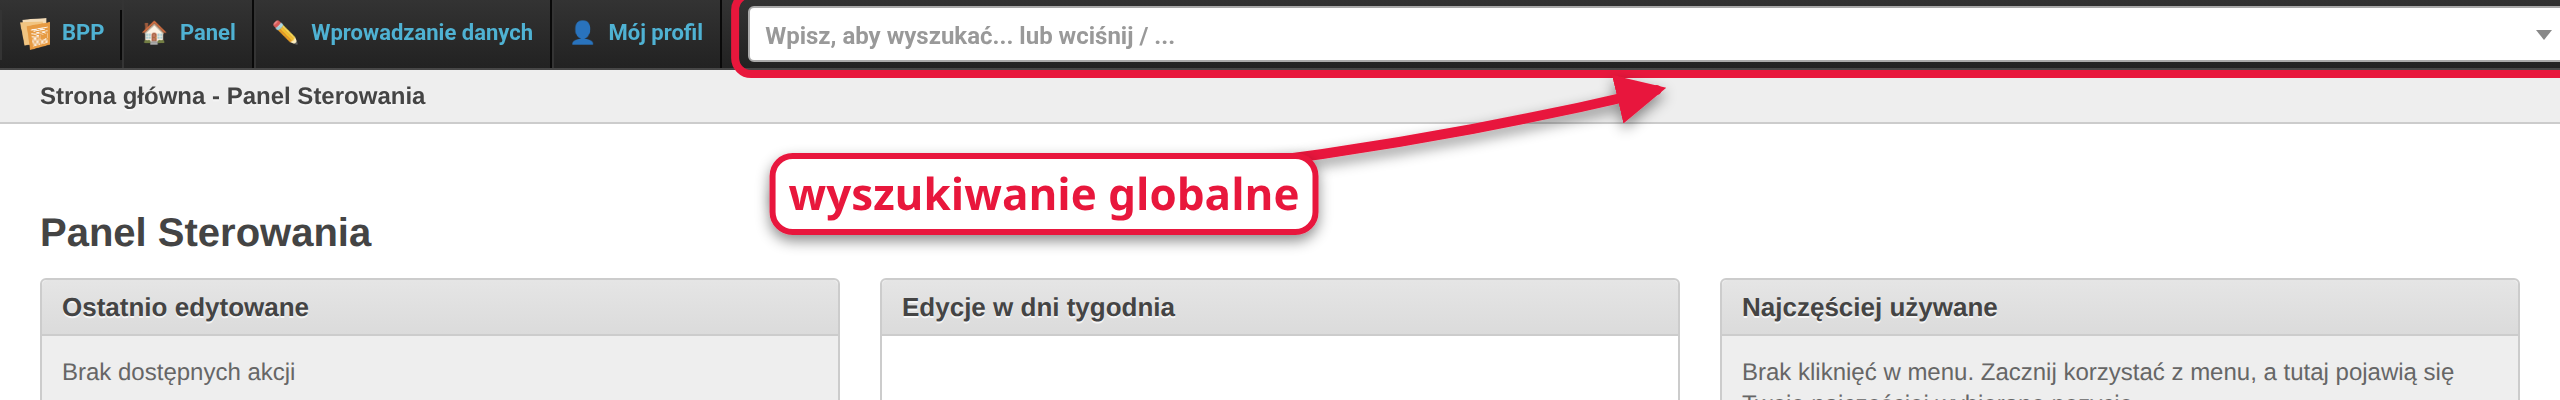 BPP Panel Wprowadzanie danych Mój profil Wpisz, aby wyszukać... lub wciśnij / ...
Strona główna - Panel Sterowania
wyszukiwanie globalne
Panel Sterowania
Ostatnio edytowane
Brak dostępnych akcji
Edycje w dni tygodnia
Najczęściej używane
Brak kliknięć w menu. Zacznij korzystać z menu, a tutaj pojawią się